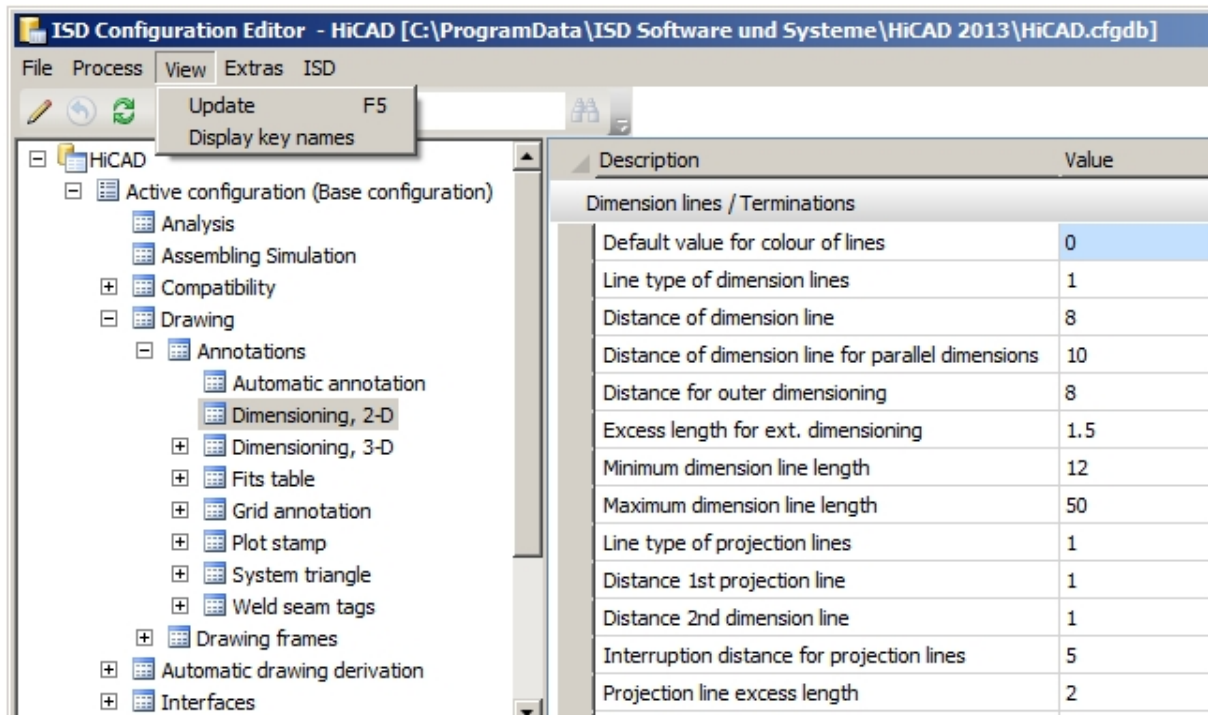 ISD Configuration Editor - HiCAD [C:\ProgramData\ISD Software und Systeme\HiCAD 2013\HiCAD.cfgdb]
File Process View Extras ISD
Update F5
Display key names
HiCAD
Active configuration (Base configuration)
Analysis
Assembling Simulation
Compatibility
Drawing
Annotations
Automatic annotation
Dimensioning, 2-D
Dimensioning, 3-D
Fits table
Grid annotation
Plot stamp
System triangle
Weld seam tags
Drawing frames
Automatic drawing derivation
Interfaces
Description Value
Dimension lines / Terminations
Default value for colour of lines 0
Line type of dimension lines 1
Distance of dimension line 8
Distance of dimension line for parallel dimensions 10
Distance for outer dimensioning 8
Excess length for ext. dimensioning 1.5
Minimum dimension line length 12
Maximum dimension line length 50
Line type of projection lines 1
Distance 1st projection line 1
Distance 2nd dimension line 1
Interruption distance for projection lines 5
Projection line excess length 2